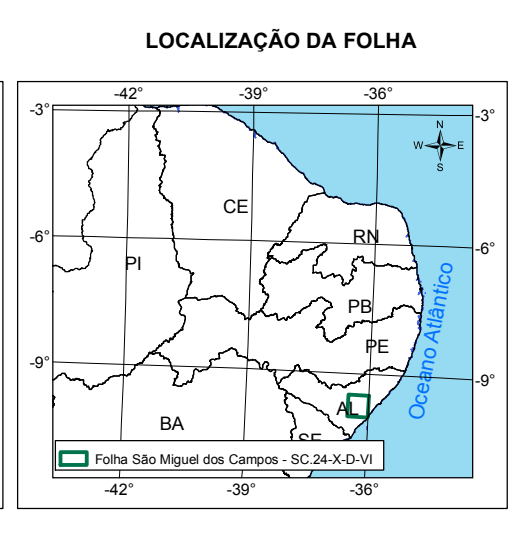 LOCALIZAÇÃO DA FOLHA
-42° -39° -36°
-3° -3°
N
W E
S
CE
RN
-6° -6°
PI
PB
PE
Oceano Atlântico
-9° -9°
AL
BA
SE
Folha São Miguel dos Campos - SC.24-X-D-VI
-42° -39° -36°